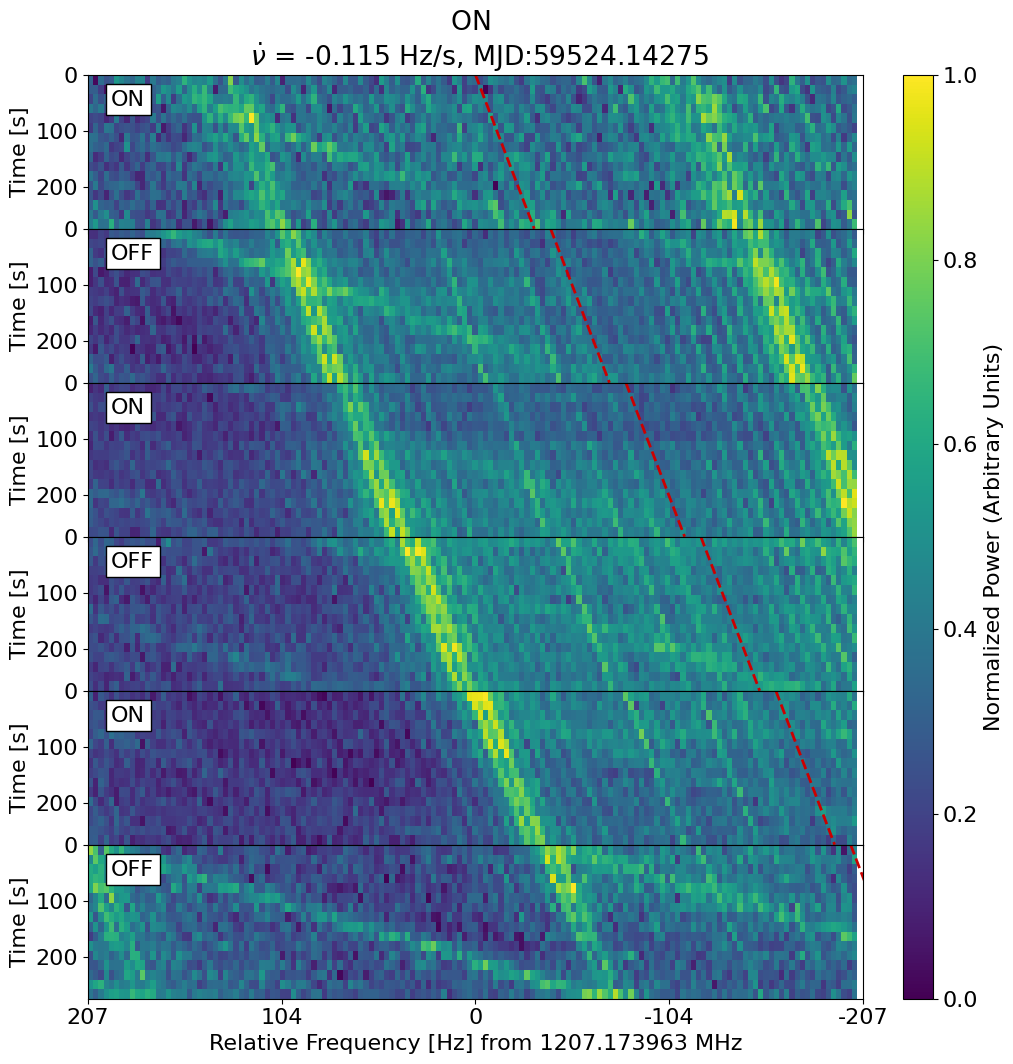 ON
ν̇ = -0.115 Hz/s, MJD:59524.14275
0
100
200
Time [s]
ON
0
100
200
Time [s]
OFF
0
100
200
Time [s]
ON
0
100
200
Time [s]
OFF
0
100
200
Time [s]
ON
0
100
200
Time [s]
OFF
207
104
0
-104
-207
Relative Frequency [Hz] from 1207.173963 MHz
1.0
0.8
0.6
0.4
0.2
0.0
Normalized Power (Arbitrary Units)